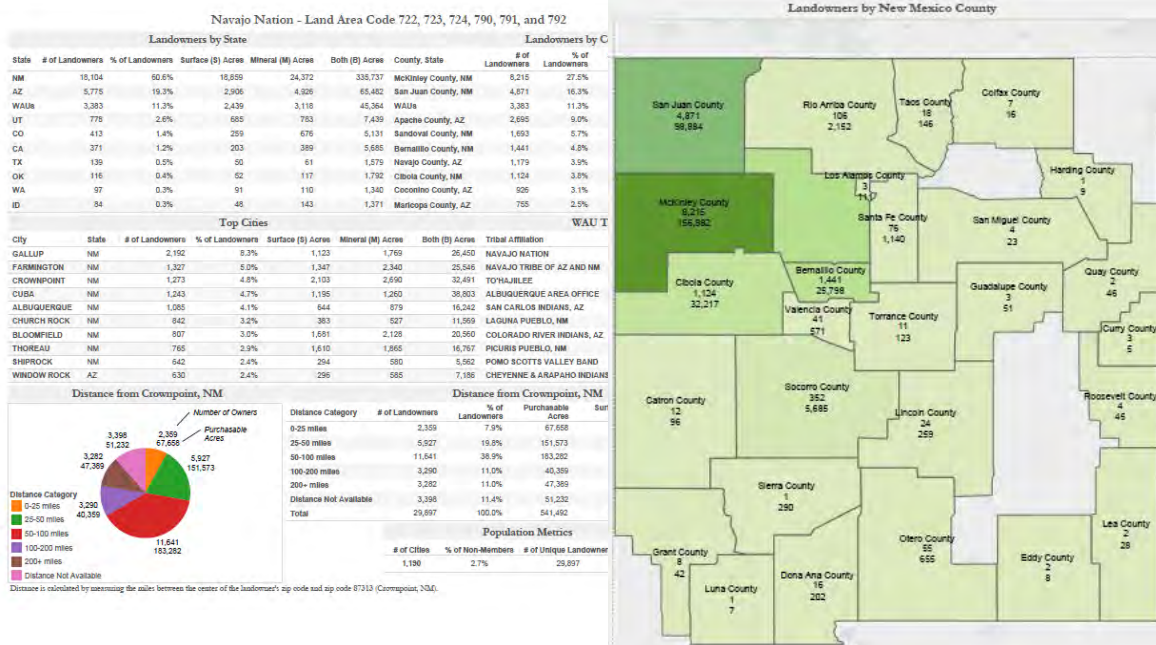 Navajo Nation - Land Area Code 722, 723, 724, 790, 791, and 792
Landowners by State
State # of Landowners % of Landowners Surface (S) Acres Mineral (M) Acres Both (B) Acres
NM 18,104 60.6% 18,859 24,372 335,737
AZ 5,775 19.3% 2,906 4,926 65,482
WAUs 3,383 11.3% 2,439 3,118 45,364
UT 778 2.6% 685 783 7,439
CO 413 1.4% 259 676 5,131
CA 371 1.2% 203 389 5,685
TX 139 0.5% 50 61 1,579
OK 116 0.4% 62 117 1,792
WA 97 0.3% 91 110 1,340
ID 84 0.3% 48 143 1,371
Landowners by C
County, State # of Landowners % of Landowners
McKinley County, NM 8,215 27.5%
San Juan County, NM 4,871 16.3%
WAUs 3,383 11.3%
Apache County, AZ 2,695 9.0%
Sandoval County, NM 1,693 5.7%
Bernalillo County, NM 1,441 4.8%
Navajo County, AZ 1,179 3.9%
Cibola County, NM 1,124 3.8%
Coconino County, AZ 926 3.1%
Maricopa County, AZ 755 2.5%
Top Cities
City State # of Landowners % of Landowners Surface (S) Acres Mineral (M) Acres Both (B) Acres
GALLUP NM 2,192 8.3% 1,123 1,769 26,450
FARMINGTON NM 1,327 5.0% 1,347 2,340 25,546
CROWNPOINT NM 1,273 4.8% 2,103 2,690 32,491
CUBA NM 1,243 4.7% 1,195 1,260 38,803
ALBUQUERQUE NM 1,085 4.1% 644 879 16,242
CHURCH ROCK NM 842 3.2% 383 527 11,569
BLOOMFIELD NM 807 3.0% 1,681 2,128 20,560
THOREAU NM 765 2.9% 1,610 1,865 16,767
SHIPROCK NM 642 2.4% 294 580 5,562
WINDOW ROCK AZ 630 2.4% 296 585 7,186
WAU T
Tribal Affiliation
NAVAJO NATION
NAVAJO TRIBE OF AZ AND NM
TO'HAJIILEE
ALBUQUERQUE AREA OFFICE
SAN CARLOS INDIANS, AZ
LAGUNA PUEBLO, NM
COLORADO RIVER INDIANS, AZ
PICURIS PUEBLO, NM
POMO SCOTTS VALLEY BAND
CHEYENNE & ARAPAHO INDIANS
Distance from Crownpoint, NM
Number of Owners
Purchasable Acres
2,359
67,658
5,927
151,573
11,641
183,282
3,290
40,359
3,282
47,389
3,398
51,232
Distance Category
0-25 miles
25-50 miles
50-100 miles
100-200 miles
200+ miles
Distance Not Available
Distance from Crownpoint, NM
Distance Category # of Landowners % of Landowners Purchasable Acres Surf
0-25 miles 2,359 7.9% 67,658
25-50 miles 5,927 19.8% 151,573
50-100 miles 11,641 38.9% 183,282
100-200 miles 3,290 11.0% 40,359
200+ miles 3,282 11.0% 47,389
Distance Not Available 3,398 11.4% 51,232
Total 29,897 100.0% 541,492
Population Metrics
# of Cities % of Non-Members # of Unique Landowner
1,190 2.7% 29,897
Distance is calculated by measuring the miles between the center of the landowner's zip code and zip code 87313 (Crownpoint, NM).
Landowners by New Mexico County
San Juan County
4,871
98,884
Rio Arriba County
106
2,152
Taos County
18
146
Colfax County
7
16
Harding County
1
9
Los Alamos County
3
11
McKinley County
8,215
156,982
Santa Fe County
76
1,140
San Miguel County
4
23
Cibola County
1,124
32,217
Bernalillo County
1,441
25,798
Quay County
2
46
Guadalupe County
3
51
Valencia County
41
571
Torrance County
11
123
Curry County
3
5
Catron County
12
96
Socorro County
352
5,685
Lincoln County
24
259
Roosevelt County
4
45
Sierra County
1
290
Otero County
55
655
Lea County
2
28
Eddy County
2
8
Grant County
8
42
Luna County
1
7
Dona Ana County
16
202